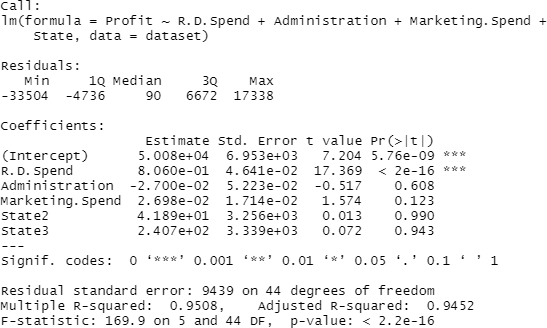 Call:
lm(formula = Profit ~ R.D.Spend + Administration + Marketing.Spend +
    State, data = dataset)
Residuals:
   Min     1Q Median     3Q    Max
-33504  -4736     90   6672  17338
Coefficients:
                  Estimate Std. Error t value Pr(>|t|)
(Intercept)      5.008e+04  6.953e+03   7.204 5.76e-09 ***
R.D.Spend        8.060e-01  4.641e-02  17.369  < 2e-16 ***
Administration  -2.700e-02  5.223e-02  -0.517    0.608
Marketing.Spend  2.698e-02  1.714e-02   1.574    0.123
State2           4.189e+01  3.256e+03   0.013    0.990
State3           2.407e+02  3.339e+03   0.072    0.943
---
Signif. codes:  0 ‘***’ 0.001 ‘**’ 0.01 ‘*’ 0.05 ‘.’ 0.1 ‘ ’ 1
Residual standard error: 9439 on 44 degrees of freedom
Multiple R-squared:  0.9508,    Adjusted R-squared:  0.9452
F-statistic: 169.9 on 5 and 44 DF,  p-value: < 2.2e-16